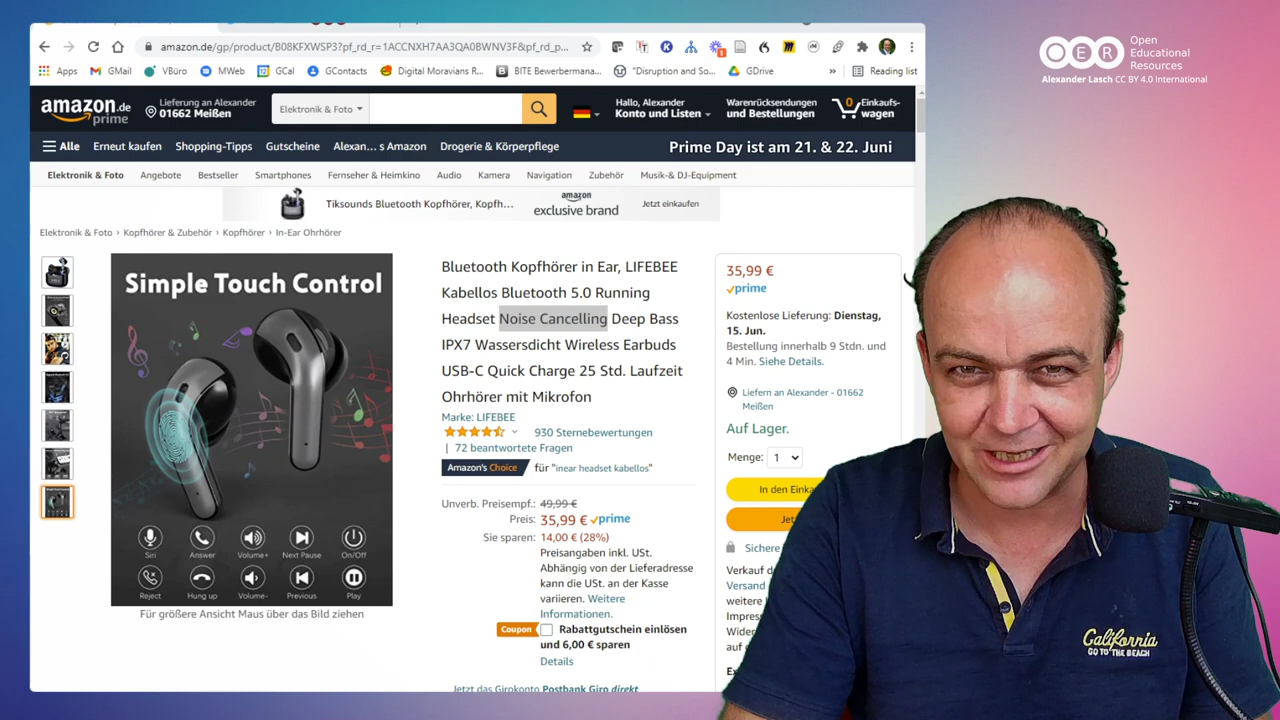 amazon.de/gp/product/B08KFXWSP3?pf_rd_r=1ACCNXH7AA3QA0BWNV3F&pf_rd_p...
Apps GMail VBüro MWeb GCal GContacts Digital Moravians R... BITE Bewerbermana... "Disruption and So... GDrive » Reading list
amazon.de
prime
Lieferung an Alexander
01662 Meißen
Elektronik & Foto
Hallo, Alexander
Konto und Listen
Warenrücksendungen
und Bestellungen
0 Einkaufs-
wagen
Alle Erneut kaufen Shopping-Tipps Gutscheine Alexan... s Amazon Drogerie & Körperpflege Prime Day ist am 21. & 22. Juni
Elektronik & Foto Angebote Bestseller Smartphones Fernseher & Heimkino Audio Kamera Navigation Zubehör Musik-& DJ-Equipment
Tiksounds Bluetooth Kopfhörer, Kopfh...
amazon
exclusive brand
Jetzt einkaufen
Elektronik & Foto › Kopfhörer & Zubehör › Kopfhörer › In-Ear Ohrhörer
Simple Touch Control
Siri Answer Volume+ Next Pause On/Off
Reject Hung up Volume- Previous Play
Für größere Ansicht Maus über das Bild ziehen
Bluetooth Kopfhörer in Ear, LIFEBEE
Kabellos Bluetooth 5.0 Running
Headset Noise Cancelling Deep Bass
IPX7 Wassersdicht Wireless Earbuds
USB-C Quick Charge 25 Std. Laufzeit
Ohrhörer mit Mikrofon
Marke: LIFEBEE
930 Sternebewertungen
| 72 beantwortete Fragen
Amazon's Choice für "inear headset kabellos"
Unverb. Preisempf.: 49,99 €
Preis: 35,99 € prime
Sie sparen: 14,00 € (28%)
Preisangaben inkl. USt.
Abhängig von der Lieferadresse
kann die USt. an der Kasse
variieren. Weitere
Informationen.
Coupon Rabattgutschein einlösen
und 6,00 € sparen
Details
Jetzt das Girokonto Postbank Giro direkt
35,99 €
prime
Kostenlose Lieferung: Dienstag,
15. Jun.
Bestellung innerhalb 9 Stdn. und
4 Min. Siehe Details.
Liefern an Alexander - 01662
Meißen
Auf Lager.
Menge: 1
In den Einka
Jet
Sichere
Verkauf d
Versand
weitere I
Impress
Wider
auf
Ex
OER
Open
Educational
Resources
Alexander Lasch CC BY 4.0 International
California
GO TO THE BEACH